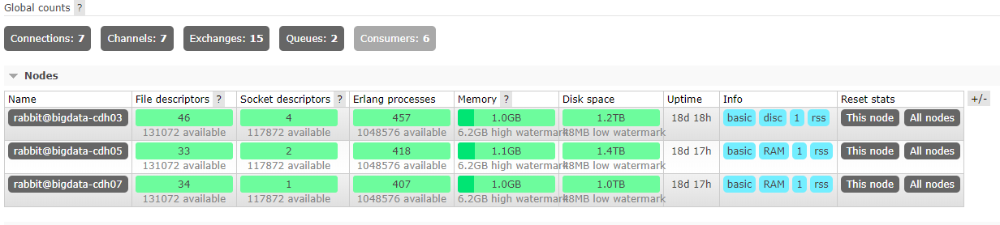 Global counts ?
Connections: 7 Channels: 7 Exchanges: 15 Queues: 2 Consumers: 6
Nodes
Name File descriptors ? Socket descriptors ? Erlang processes Memory ? Disk space Uptime Info Reset stats +/-
rabbit@bigdata-cdh03 46 4 457 1.0GB 1.2TB 18d 18h basic disc 1 rss This node All nodes
131072 available 117872 available 1048576 available 6.2GB high watermark 48MB low watermark
rabbit@bigdata-cdh05 33 2 418 1.1GB 1.4TB 18d 17h basic RAM 1 rss This node All nodes
131072 available 117872 available 1048576 available 6.2GB high watermark 48MB low watermark
rabbit@bigdata-cdh07 34 1 407 1.0GB 1.0TB 18d 17h basic RAM 1 rss This node All nodes
131072 available 117872 available 1048576 available 6.2GB high watermark 48MB low watermark